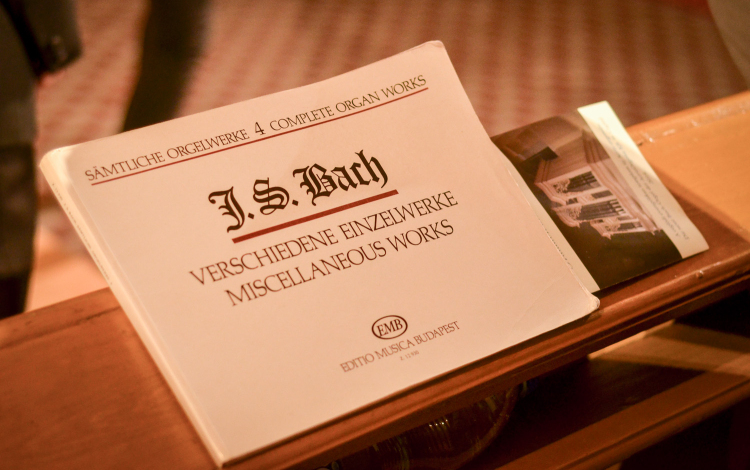 SÄMTLICHE ORGELWERKE 4 COMPLETE ORGAN WORKS
J.S.Bach
VERSCHIEDENE EINZELWERKE
MISCELLANEOUS WORKS
EMB
EDITIO MUSICA BUDAPEST